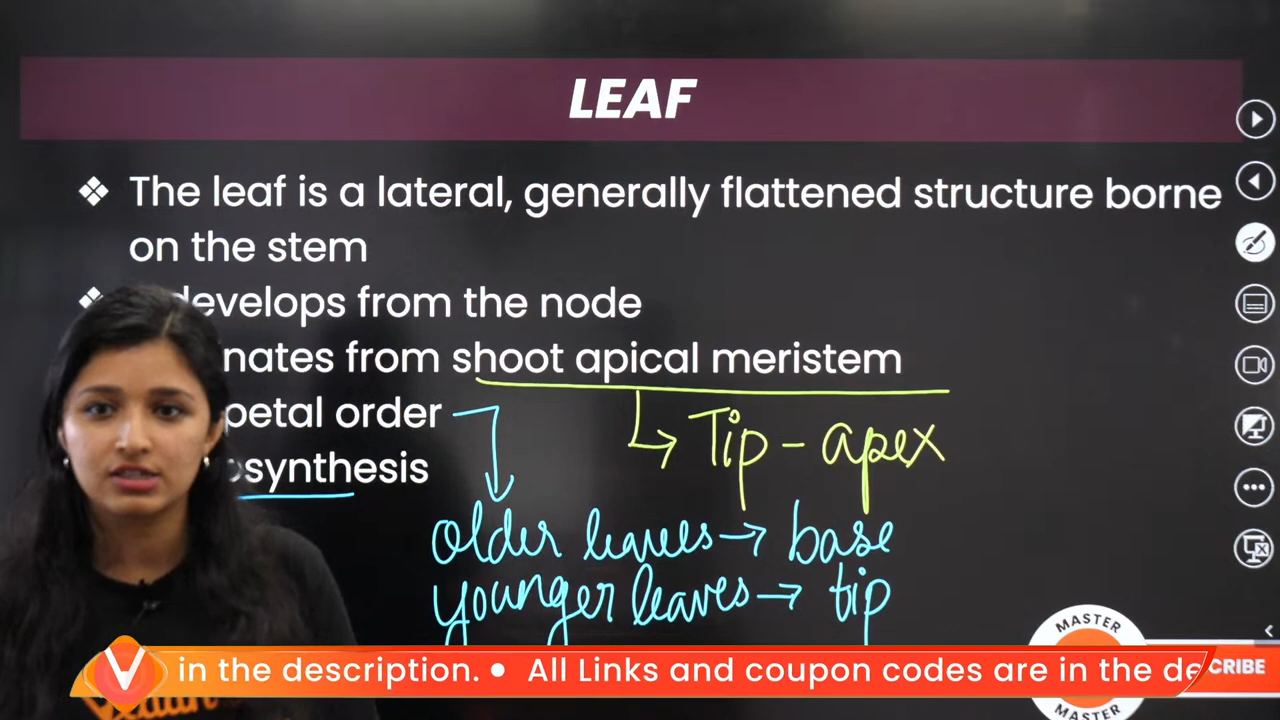 LEAF
❖ The leaf is a lateral, generally flattened structure borne
on the stem
❖ develops from the node
nates from shoot apical meristem
petal order
osynthesis
Tip - apex
older leaves → base
younger leaves → tip
MASTER
in the description. ● All Links and coupon codes are in the de
CRIBE
MASTER